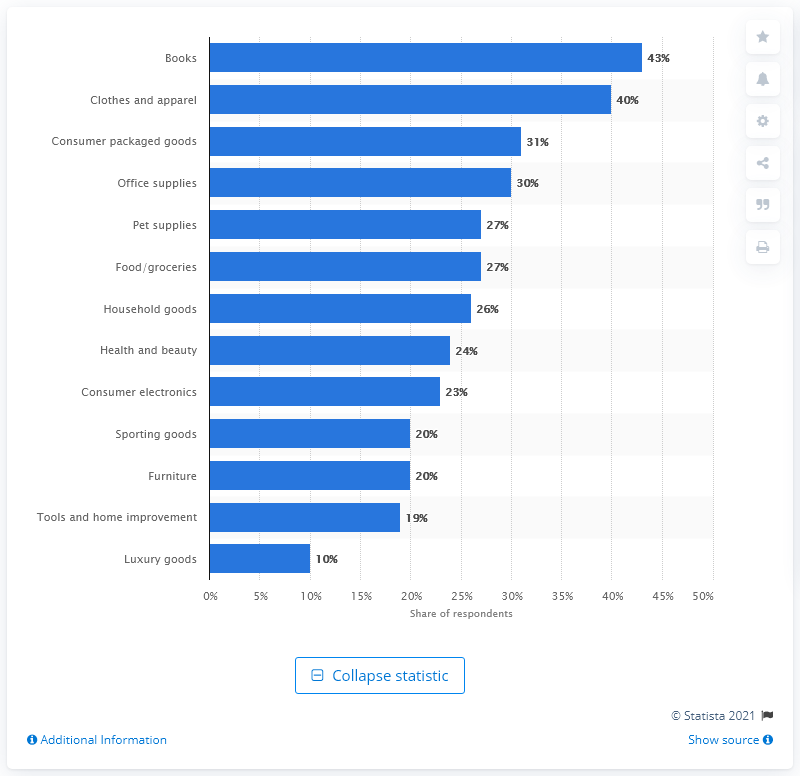 Books 43%
Clothes and apparel 40%
Consumer packaged goods 31%
Office supplies 30%
Pet supplies 27%
Food/groceries 27%
Household goods 26%
Health and beauty 24%
Consumer electronics 23%
Sporting goods 20%
Furniture 20%
Tools and home improvement 19%
Luxury goods 10%
0% 5% 10% 15% 20% 25% 30% 35% 40% 45% 50%
Share of respondents
Collapse statistic
© Statista 2021
Additional Information Show source